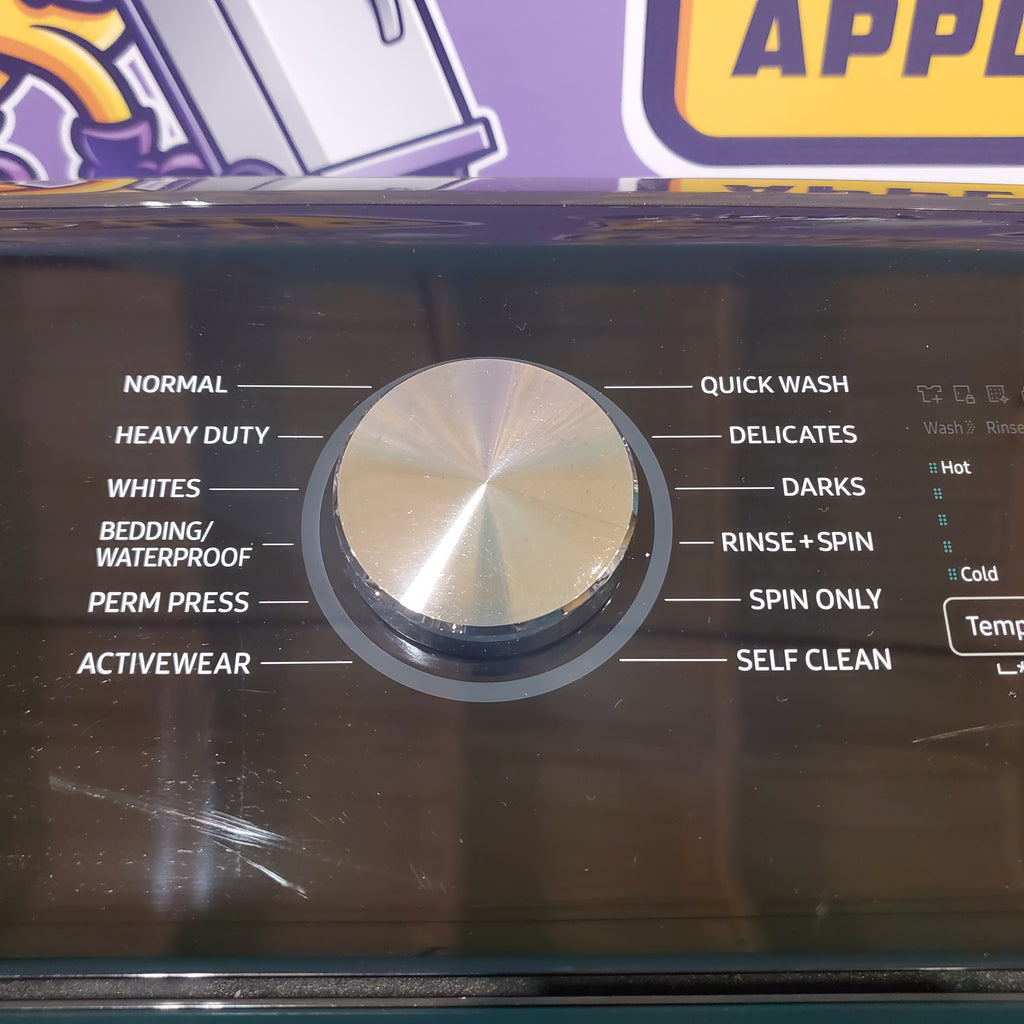 APPL
NORMAL
HEAVY DUTY
WHITES
BEDDING/
WATERPROOF
PERM PRESS
ACTIVEWEAR
QUICK WASH
DELICATES
DARKS
RINSE+SPIN
SPIN ONLY
SELF CLEAN
Wash Rinse
Hot
Cold
Temp